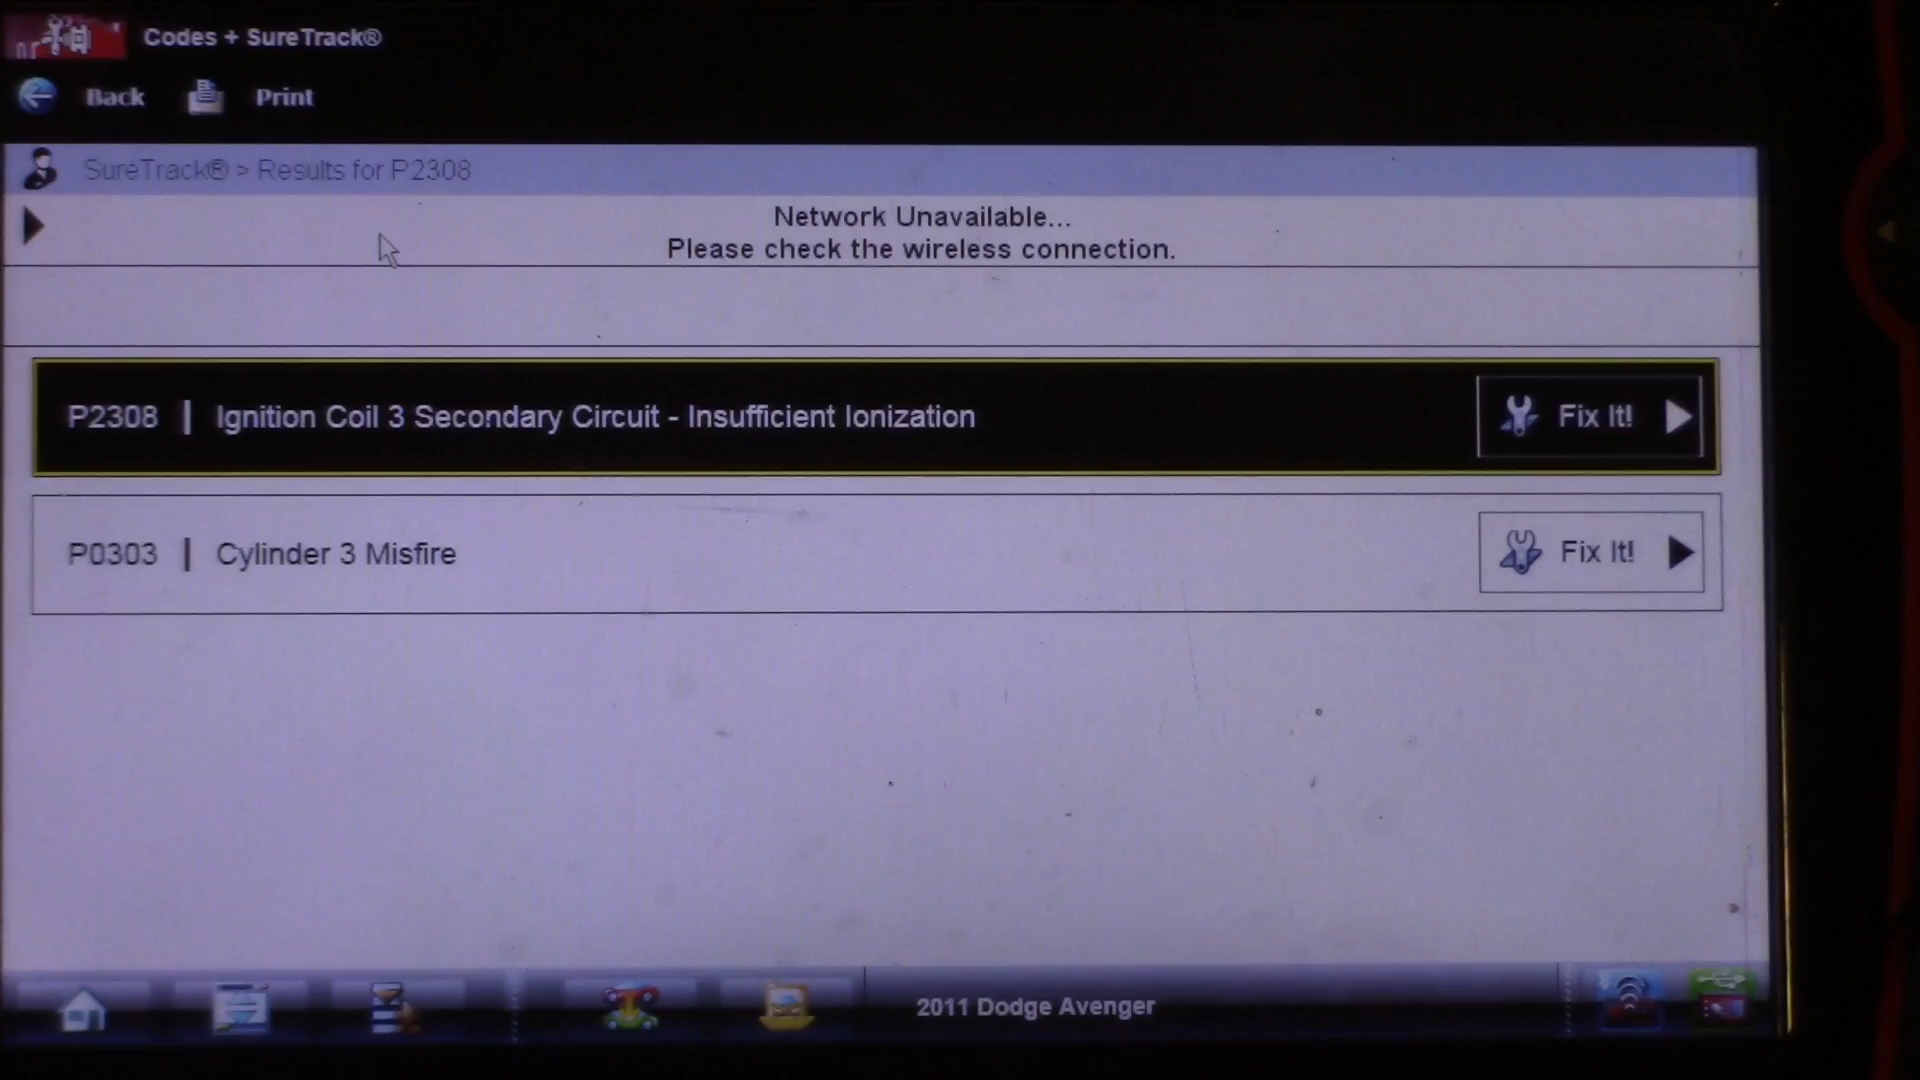 Codes + SureTrack®
Back Print
SureTrack® > Results for P2308
Network Unavailable...
Please check the wireless connection.
P2308 | Ignition Coil 3 Secondary Circuit - Insufficient Ionization Fix It!
P0303 | Cylinder 3 Misfire Fix It!
2011 Dodge Avenger